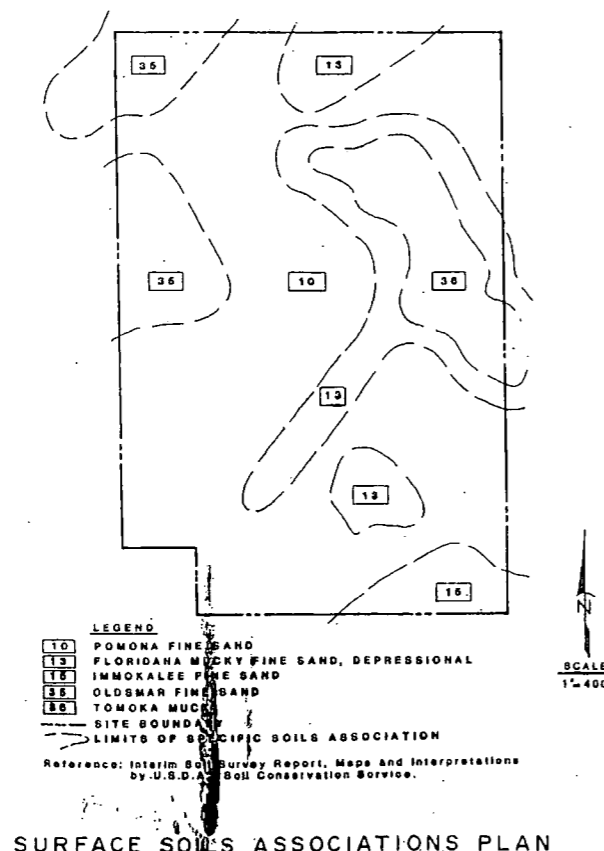 35
13
35
10
36
13
13
15
LEGEND
10 POMONA FINE SAND
13 FLORIDANA MUCKY FINE SAND, DEPRESSIONAL
15 IMMOKALEE FINE SAND
35 OLDSMAR FINE SAND
36 TOMOKA MUCK
SITE BOUNDARY
LIMITS OF SPECIFIC SOILS ASSOCIATION
Reference: Interim Soil Survey Report, Maps and Interpretations
by U.S.D.A. Soil Conservation Service.
N
SCALE
1"=400
SURFACE SOILS ASSOCIATIONS PLAN